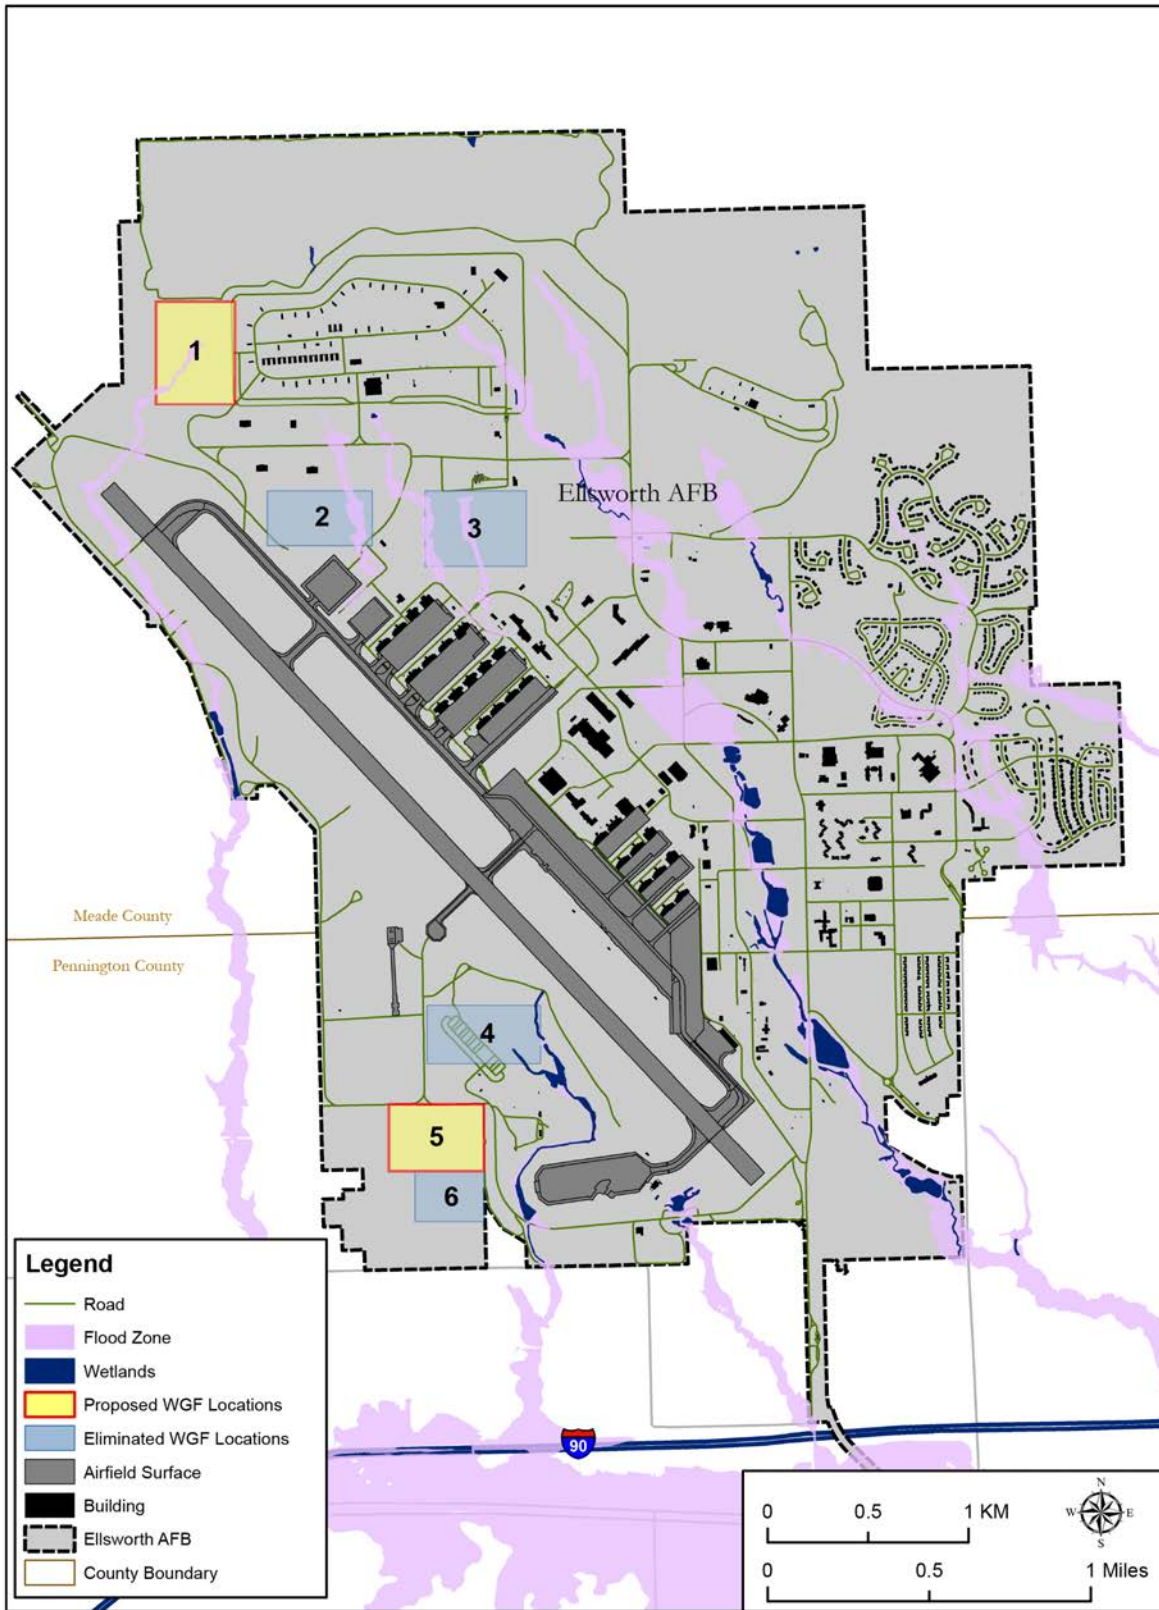 1
2
3
Ellsworth AFB
Meade County
Pennington County
4
5
6
Legend
Road
Flood Zone
Wetlands
Proposed WGF Locations
Eliminated WGF Locations
Airfield Surface
Building
Ellsworth AFB
County Boundary
90
N
W E
S
0 0.5 1 KM
0 0.5 1 Miles